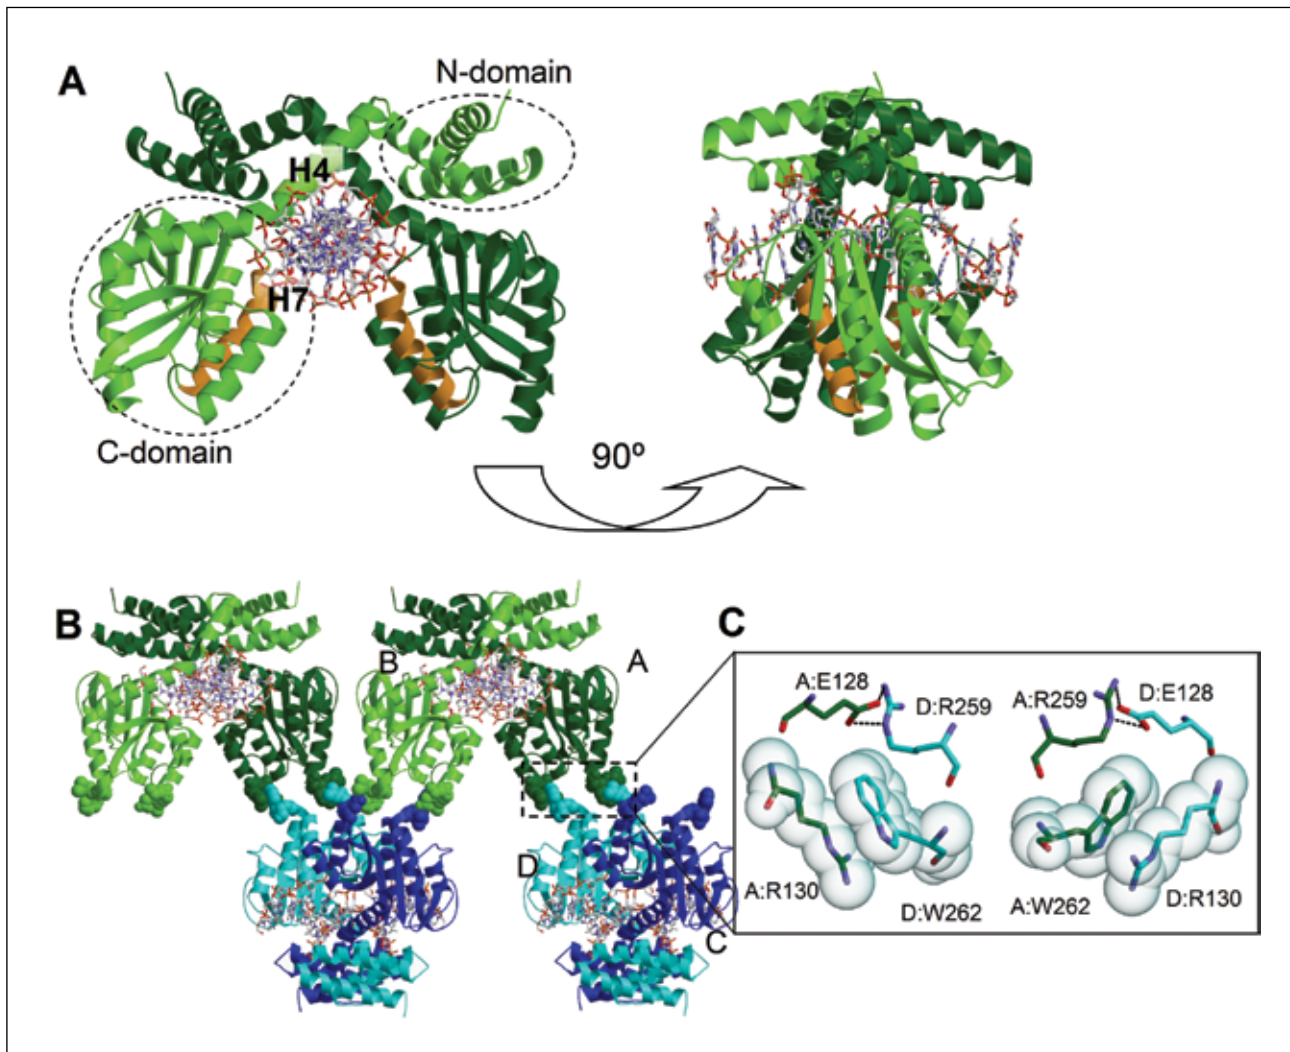 A
N-domain
H4
H7
C-domain
90º
B
B
A
D
C
C
A:E128
D:R259
A:R259
D:E128
A:R130
D:W262
A:W262
D:R130